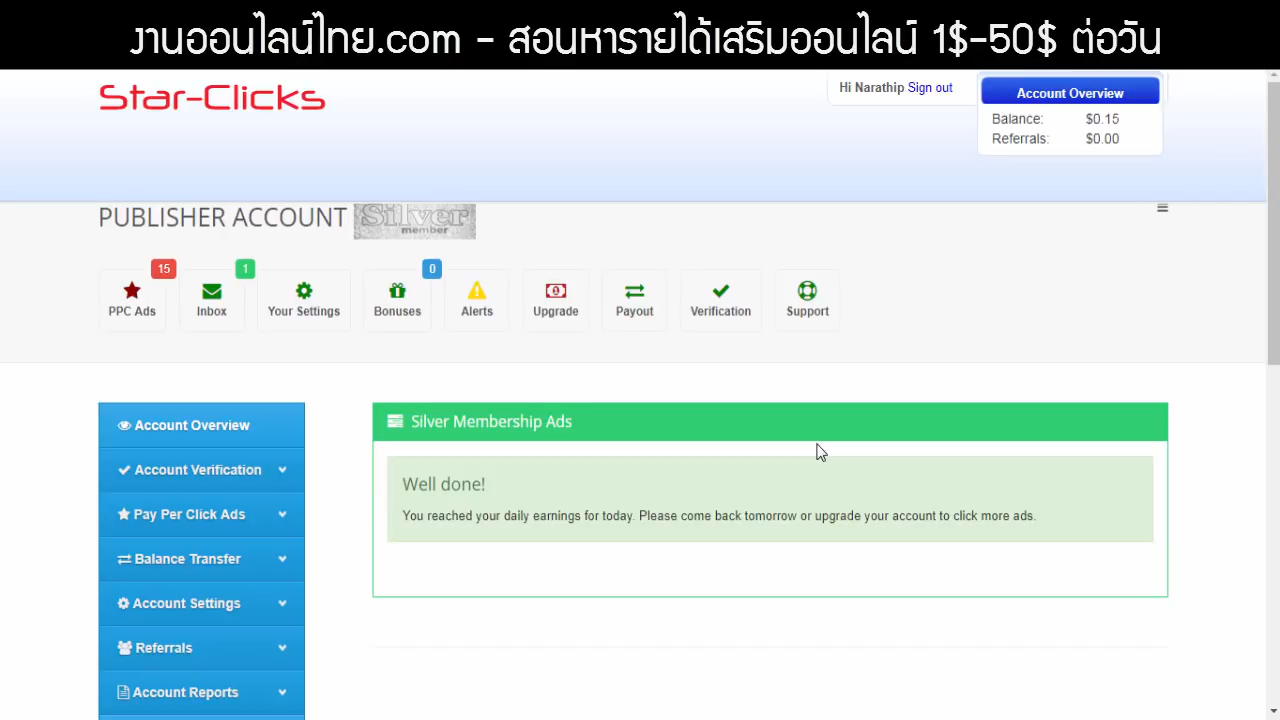 งานออนไลน์ไทย.com - สอนหารายได้เสริมออนไลน์ 1$-50$ ต่อวัน
Star-Clicks
Hi Narathip Sign out
Account Overview
Balance: $0.15
Referrals: $0.00
PUBLISHER ACCOUNT Silver member
15 1 0
PPC Ads Inbox Your Settings Bonuses Alerts Upgrade Payout Verification Support
Account Overview
Account Verification
Pay Per Click Ads
Balance Transfer
Account Settings
Referrals
Account Reports
Silver Membership Ads
Well done!
You reached your daily earnings for today. Please come back tomorrow or upgrade your account to click more ads.